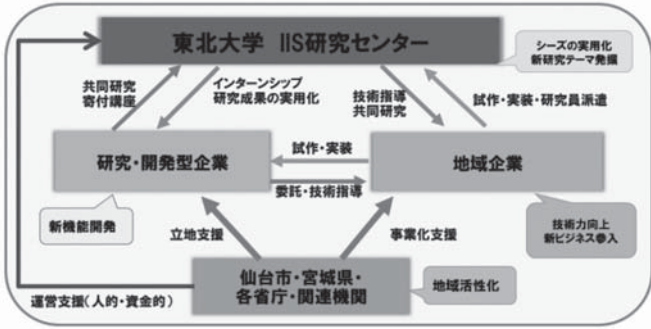 東北大学 IIS研究センター
シーズの実用化
新研究テーマ発掘
共同研究
寄付講座
インターンシップ
研究成果の実用化
技術指導
共同研究
試作・実装・研究員派遣
研究・開発型企業
試作・実装
委託・技術指導
地域企業
新機能開発
立地支援
事業化支援
技術力向上
新ビジネス参入
仙台市・宮城県・
各省庁・関連機関
地域活性化
運営支援(人的・資金的)